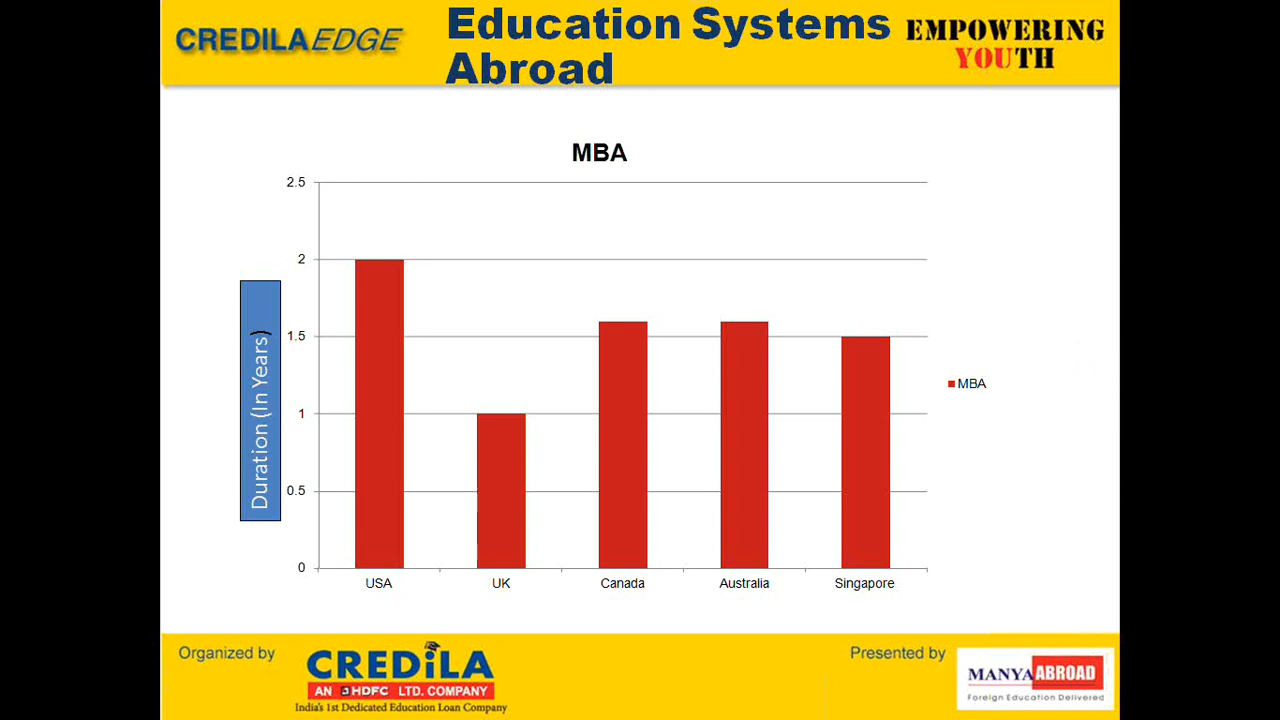 CREDILA EDGE
Education Systems
Abroad
EMPOWERING
YOUTH
MBA
2.5
2
1.5
1
0.5
0
Duration (In Years)
USA UK Canada Australia Singapore
MBA
Organized by
CREDiLA
AN HDFC LTD. COMPANY
India's 1st Dedicated Education Loan Company
Presented by
MANYA ABROAD
Foreign Education Delivered